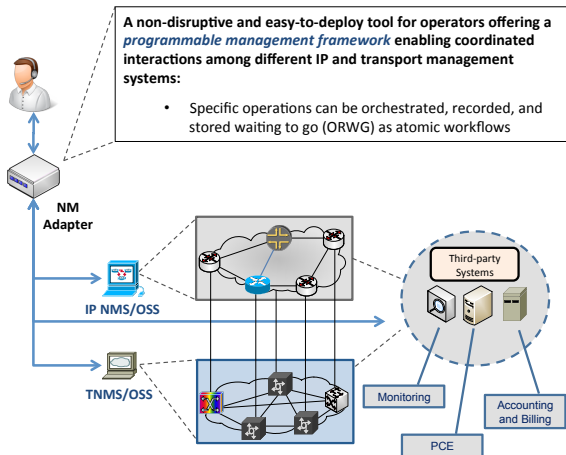 A non-disruptive and easy-to-deploy tool for operators offering a
programmable management framework enabling coordinated
interactions among different IP and transport management
systems:
• Specific operations can be orchestrated, recorded, and
stored waiting to go (ORWG) as atomic workflows
NM
Adapter
Third-party
Systems
IP NMS/OSS
TNMS/OSS
Monitoring
Accounting
and Billing
PCE